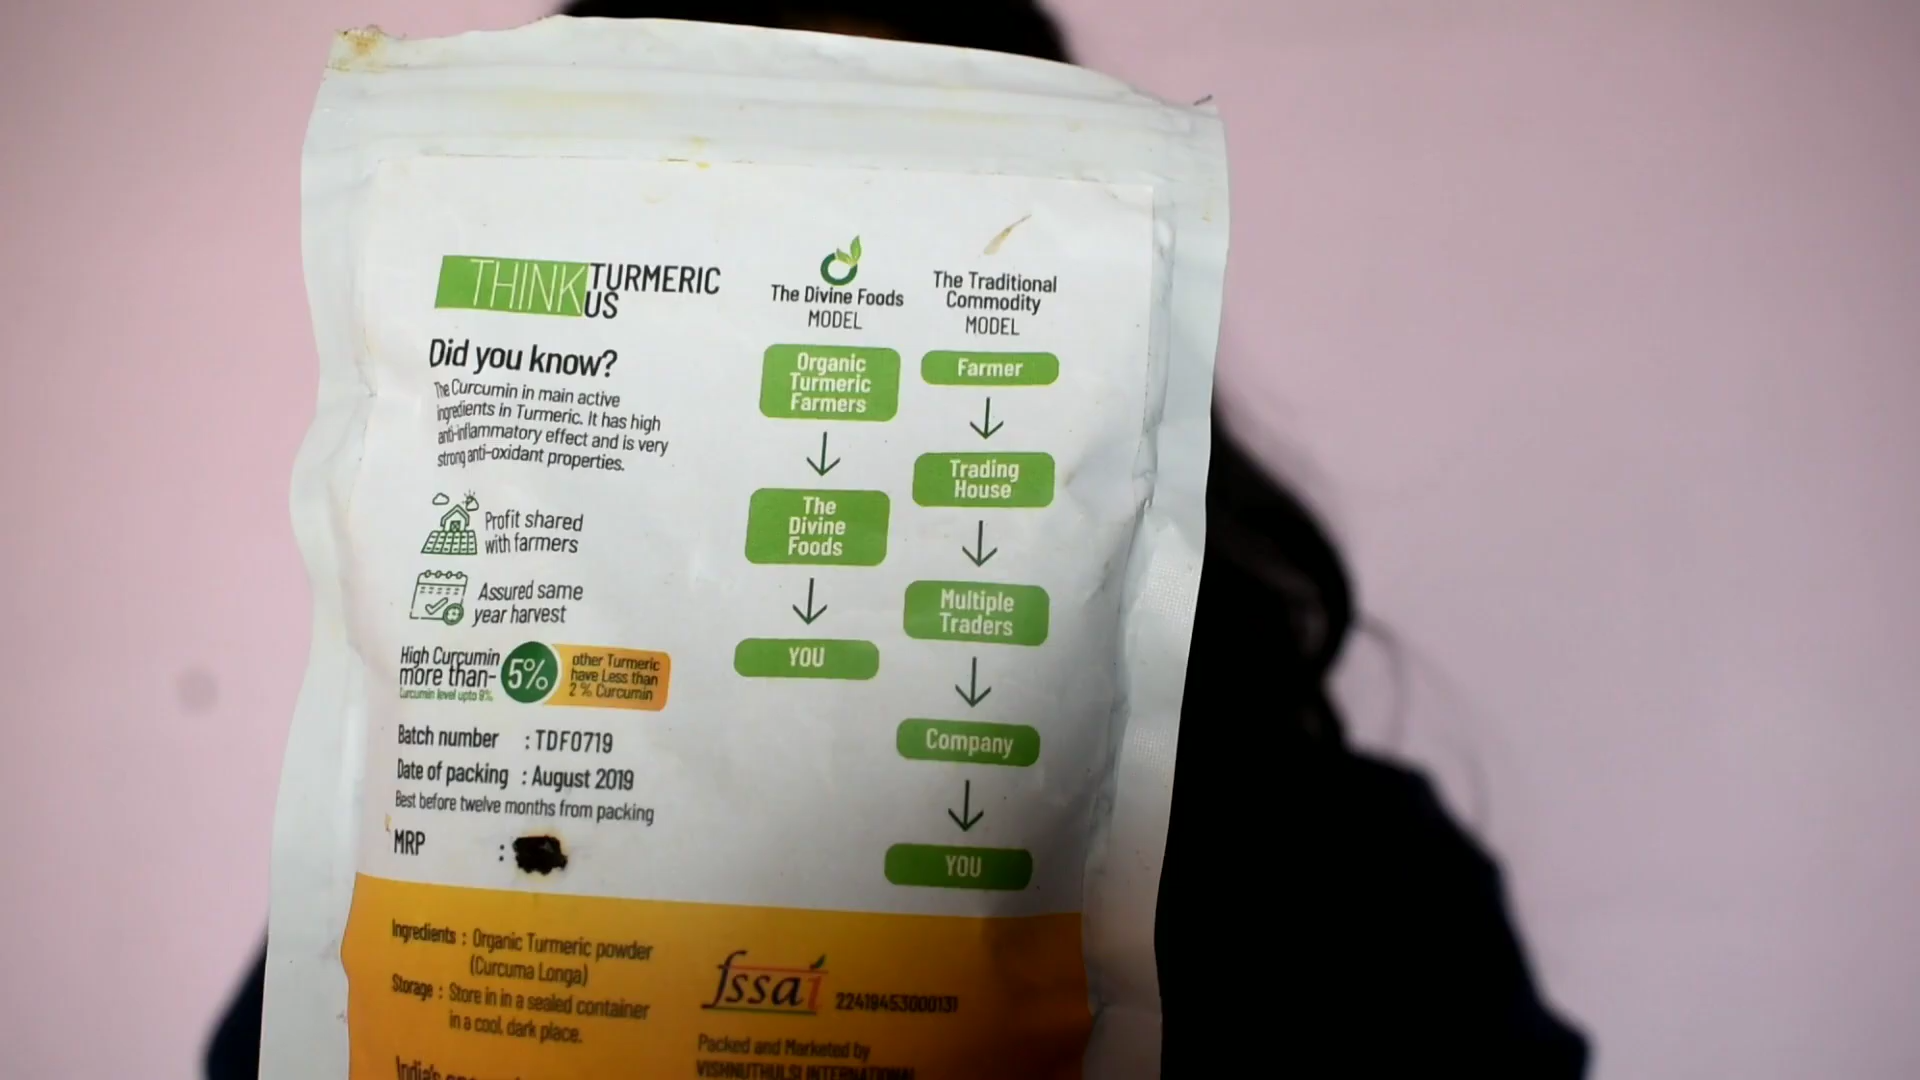 THINK TURMERIC
US
Did you know?
The Curcumin in main active
ingredients in Turmeric. It has high
anti-inflammatory effect and is very
strong anti-oxidant properties.
Profit shared
with farmers
Assured same
year harvest
High Curcumin
more than-
Curcumin level upto 9%
5%
other Turmeric
have Less than
2 % Curcumin
Batch number : TDF0719
Date of packing : August 2019
Best before twelve months from packing
MRP :
The Divine Foods
MODEL
Organic
Turmeric
Farmers
The
Divine
Foods
YOU
The Traditional
Commodity
MODEL
Farmer
Trading
House
Multiple
Traders
Company
YOU
Ingredients : Organic Turmeric powder
(Curcuma Longa)
Storage : Store in in a sealed container
in a cool, dark place.
India's
fssai
22419453000131
Packed and Marketed by
VISHNUTHULSI INTERNATIONAL